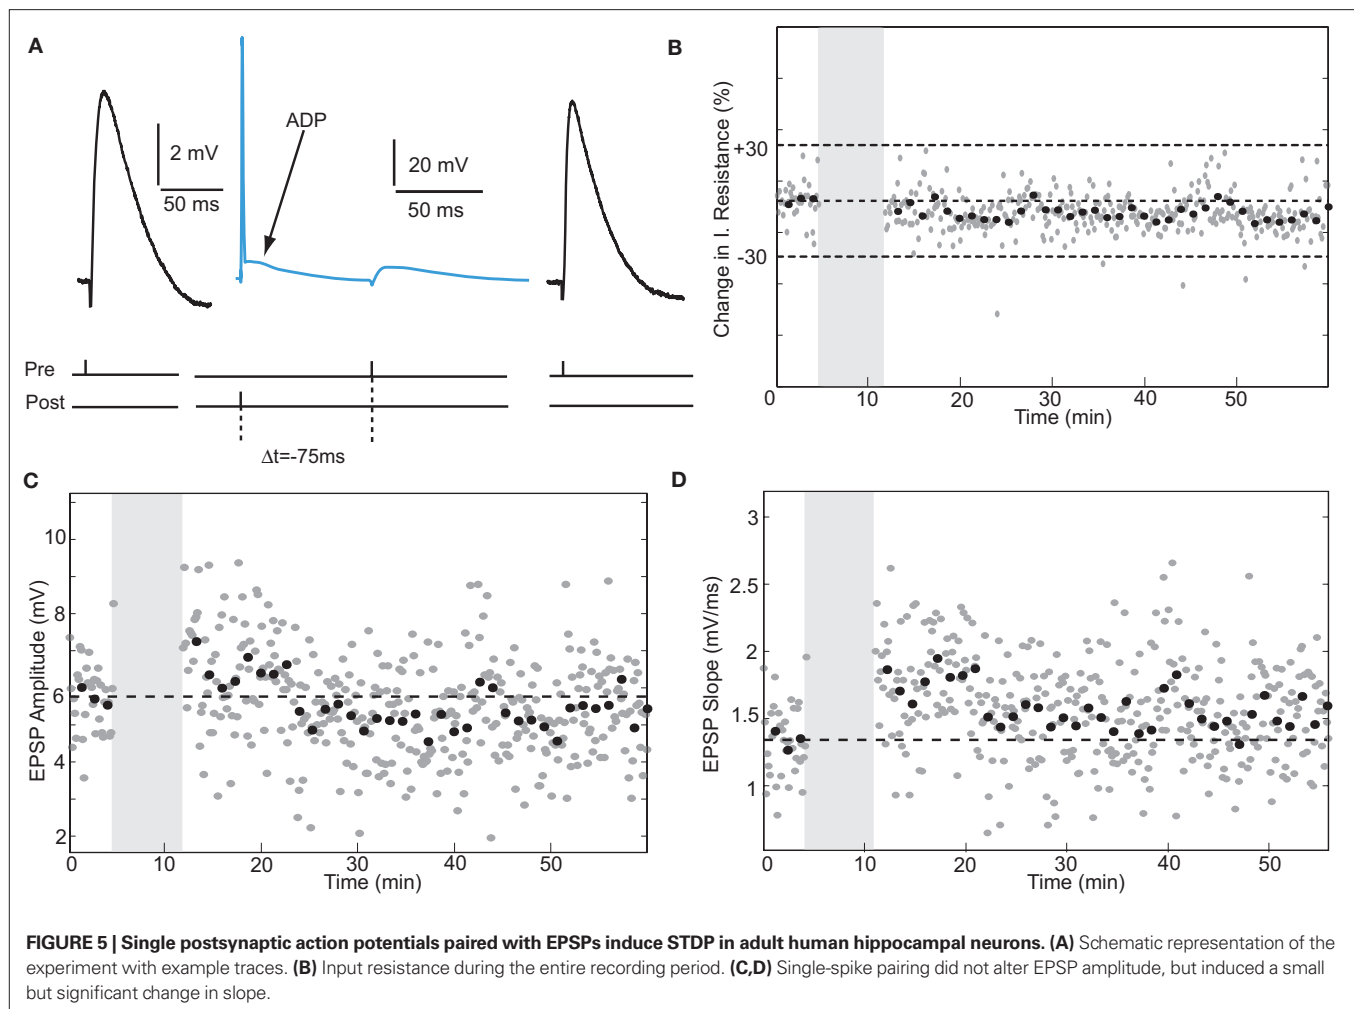 A
ADP
2 mV
50 ms
20 mV
50 ms
Pre
Post
Δt=-75ms
B
Change in I. Resistance (%)
+30
-30
0
10
20
30
40
50
Time (min)
C
EPSP Amplitude (mV)
10
8
6
4
2
0
10
20
30
40
50
Time (min)
D
EPSP Slope (mV/ms)
3
2.5
2
1.5
1
0
10
20
30
40
50
Time (min)
FIGURE 5 | Single postsynaptic action potentials paired with EPSPs induce STDP in adult human hippocampal neurons. (A) Schematic representation of the
experiment with example traces. (B) Input resistance during the entire recording period. (C,D) Single-spike pairing did not alter EPSP amplitude, but induced a small
but significant change in slope.